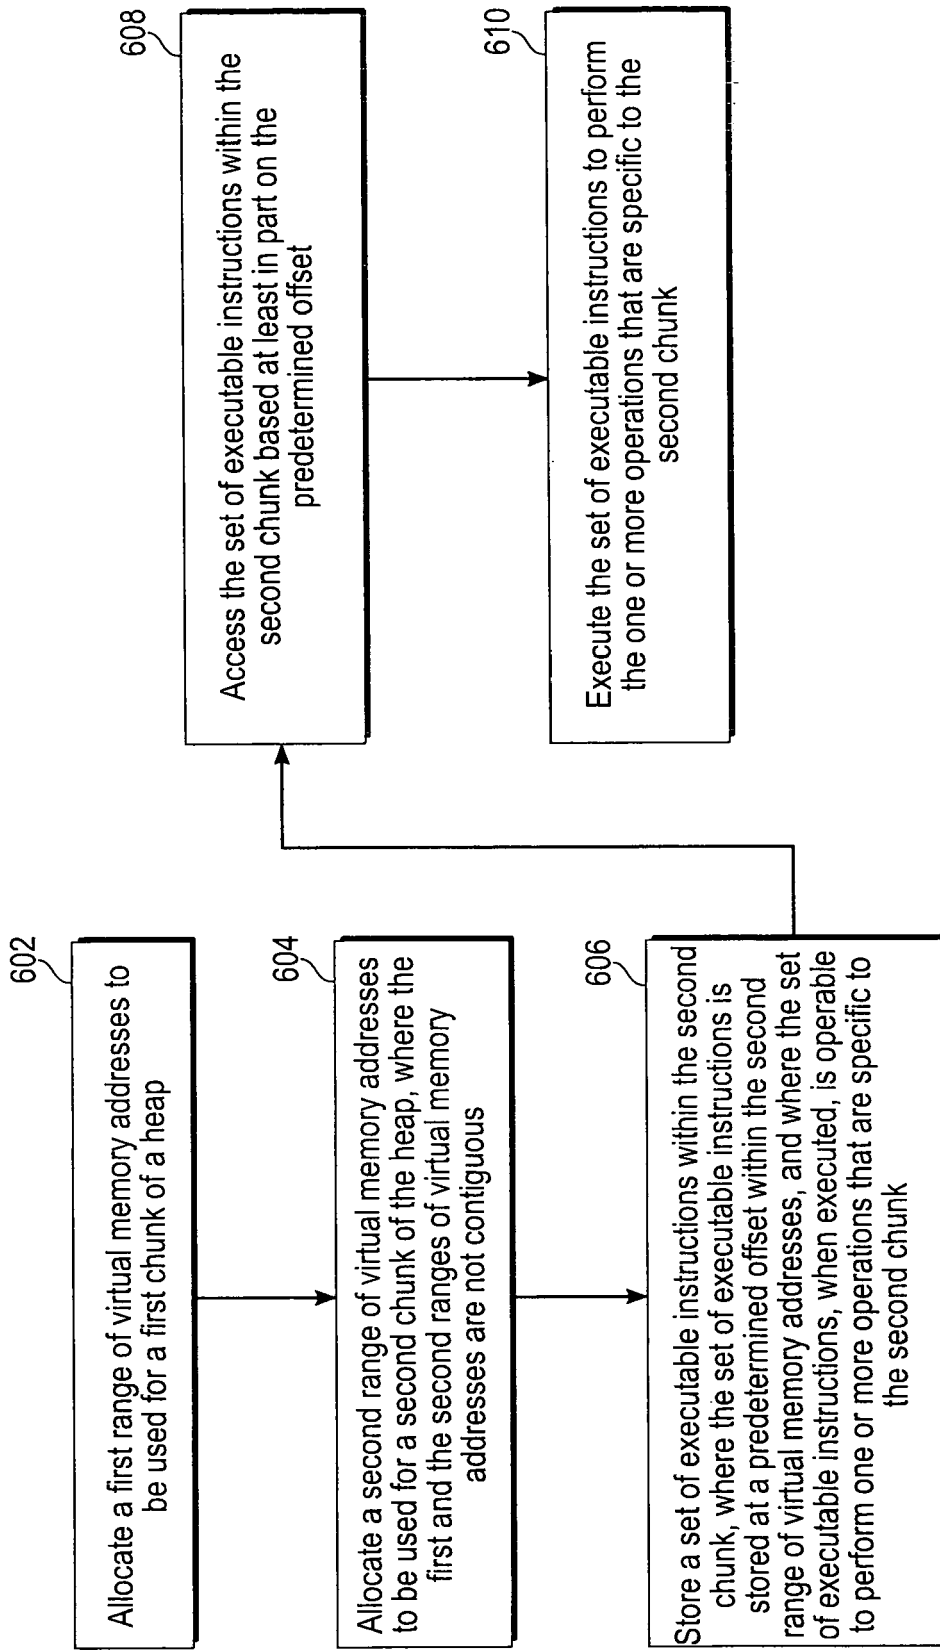 602
Allocate a first range of virtual memory addresses to
be used for a first chunk of a heap
604
Allocate a second range of virtual memory addresses
to be used for a second chunk of the heap, where the
first and the second ranges of virtual memory
addresses are not contiguous
606
Store a set of executable instructions within the second
chunk, where the set of executable instructions is
stored at a predetermined offset within the second
range of virtual memory addresses, and where the set
of executable instructions, when executed, is operable
to perform one or more operations that are specific to
the second chunk
608
Access the set of executable instructions within the
second chunk based at least in part on the
predetermined offset
610
Execute the set of executable instructions to perform
the one or more operations that are specific to the
second chunk